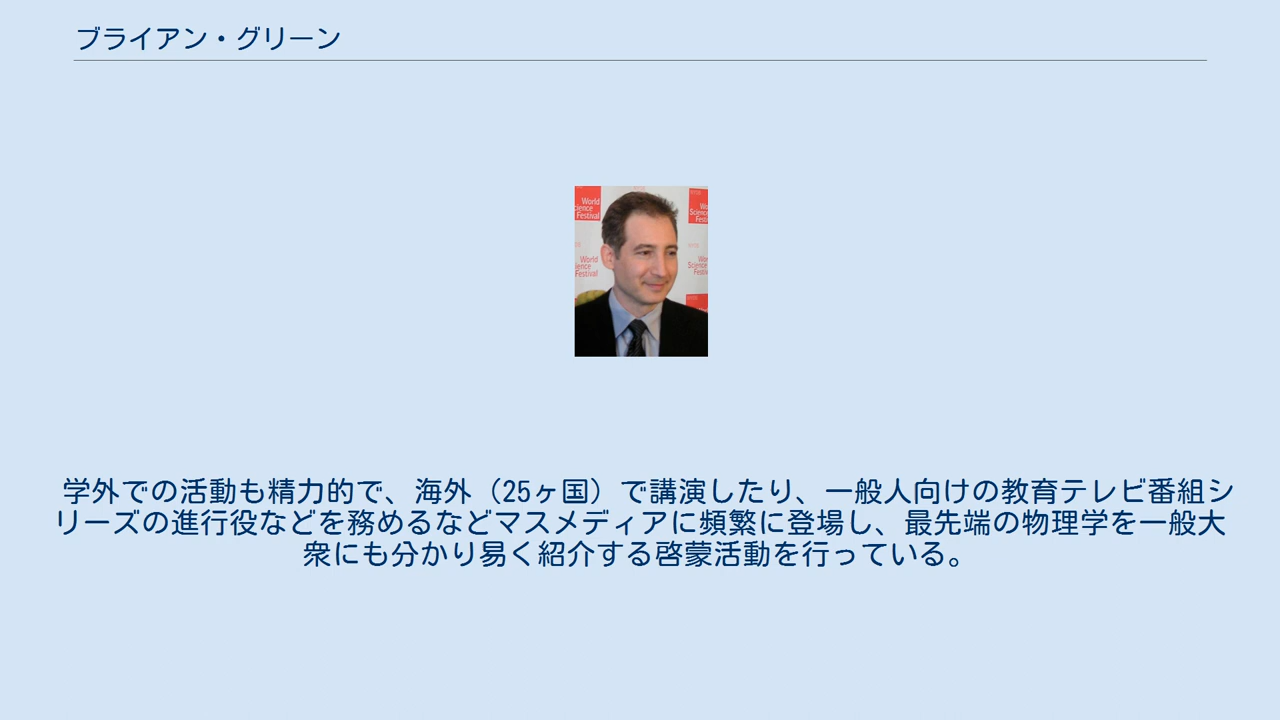 ブライアン・グリーン
World
Science
Festival
World
Science
Festival
学外での活動も精力的で、海外（25ヶ国）で講演したり、一般人向けの教育テレビ番組シ
リーズの進行役などを務めるなどマスメディアに頻繁に登場し、最先端の物理学を一般大
衆にも分かり易く紹介する啓蒙活動を行っている。